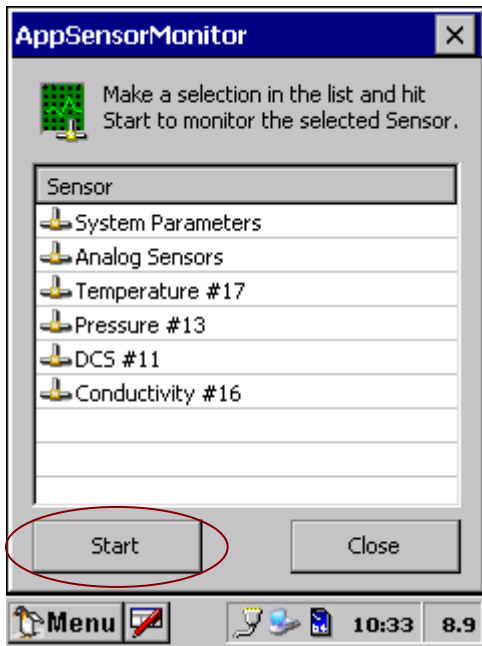 AppSensorMonitor
Make a selection in the list and hit
Start to monitor the selected Sensor.
Sensor
System Parameters
Analog Sensors
Temperature #17
Pressure #13
DCS #11
Conductivity #16
Start Close
Menu 10:33 8.9